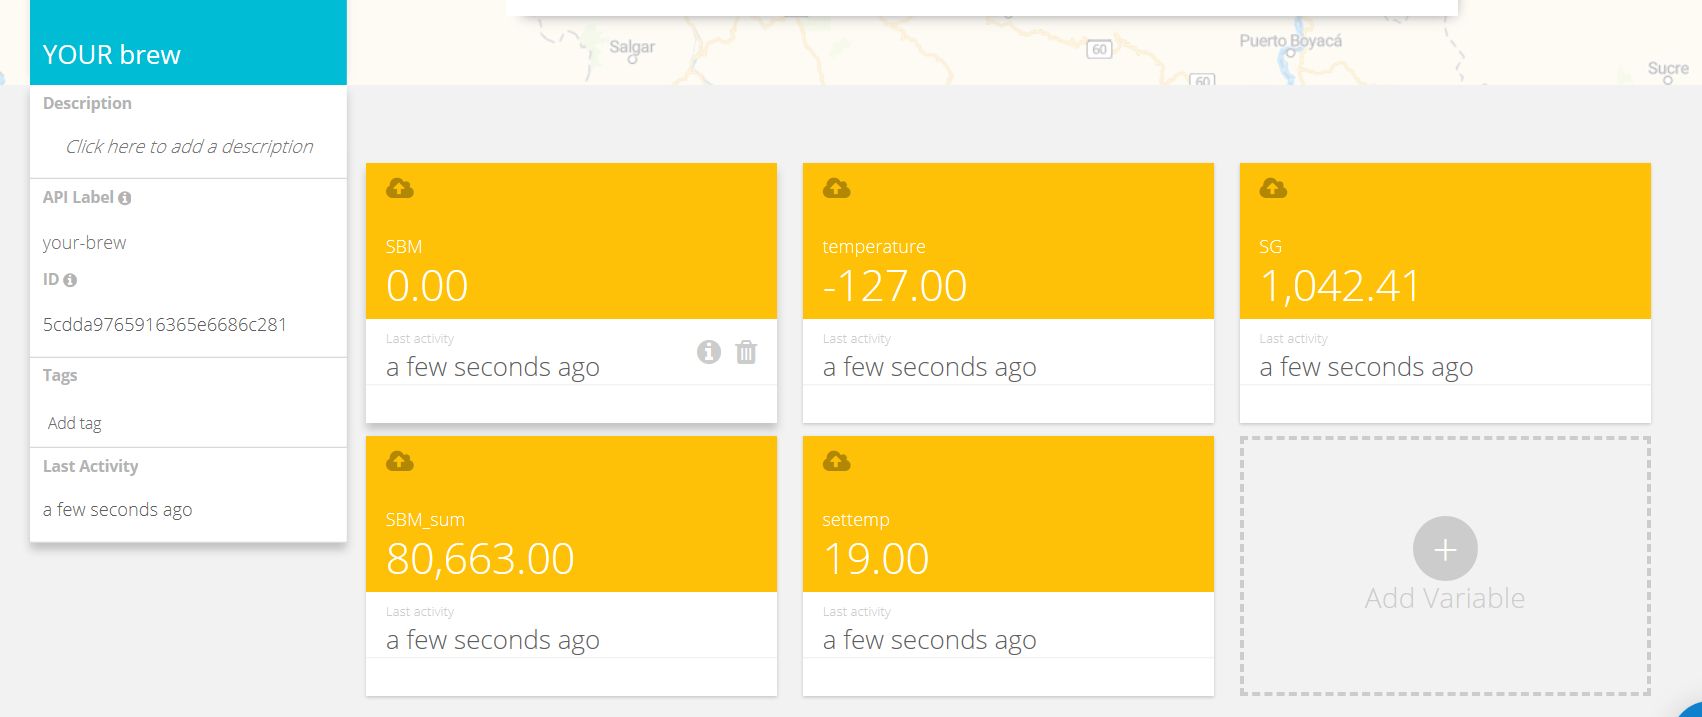 Salgar
60
Puerto Boyacá
60
Sucre
YOUR brew
Description
Click here to add a description
API Label
your-brew
ID
5cdda9765916365e6686c281
Tags
Add tag
Last Activity
a few seconds ago
SBM
0.00
Last activity
a few seconds ago
temperature
-127.00
Last activity
a few seconds ago
SG
1,042.41
Last activity
a few seconds ago
SBM_sum
80,663.00
Last activity
a few seconds ago
settemp
19.00
Last activity
a few seconds ago
Add Variable